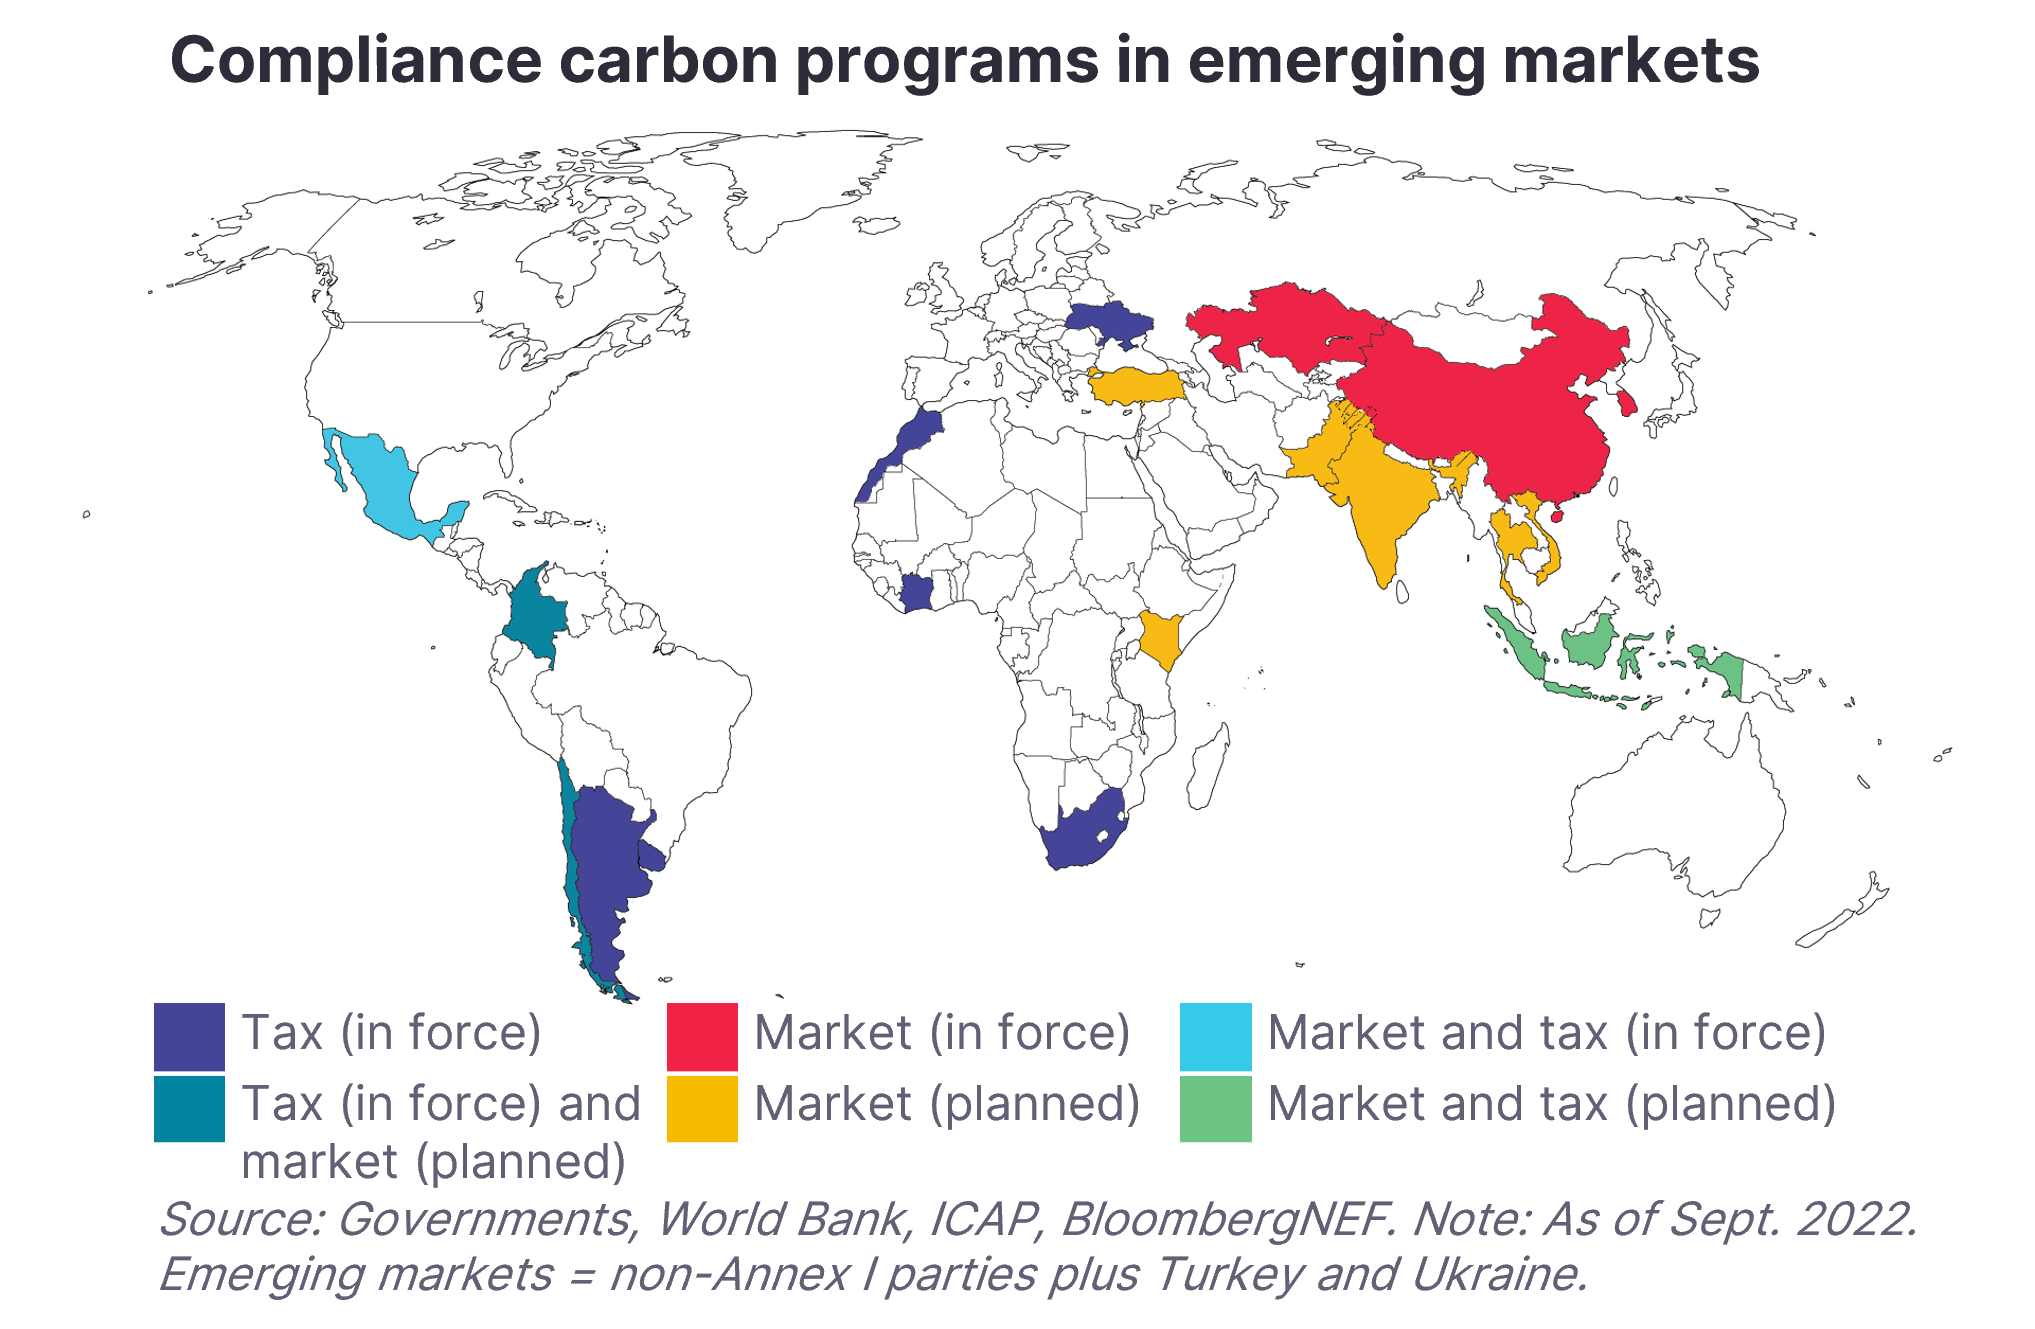 Compliance carbon programs in emerging markets
Tax (in force)
Market (in force)
Market and tax (in force)
Tax (in force) and
market (planned)
Market (planned)
Market and tax (planned)
Source: Governments, World Bank, ICAP, BloombergNEF. Note: As of Sept. 2022.
Emerging markets = non-Annex I parties plus Turkey and Ukraine.